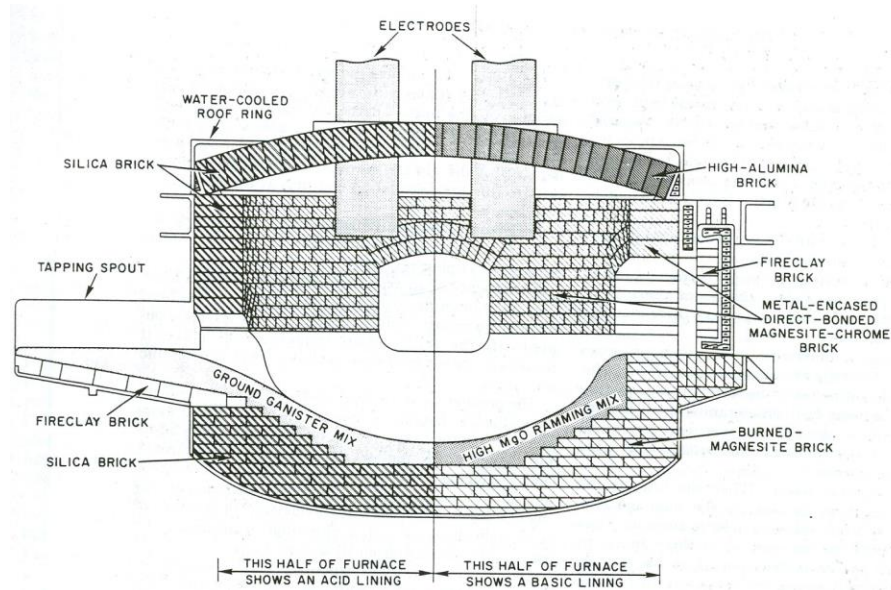 ELECTRODES
WATER-COOLED
ROOF RING
SILICA BRICK
HIGH-ALUMINA
BRICK
TAPPING SPOUT
FIRECLAY
BRICK
METAL-ENCASED
DIRECT-BONDED
MAGNESITE-CHROME
BRICK
GROUND GANISTER MIX
HIGH MgO RAMMING MIX
FIRECLAY BRICK
BURNED-
MAGNESITE BRICK
SILICA BRICK
THIS HALF OF FURNACE
SHOWS AN ACID LINING
THIS HALF OF FURNACE
SHOWS A BASIC LINING